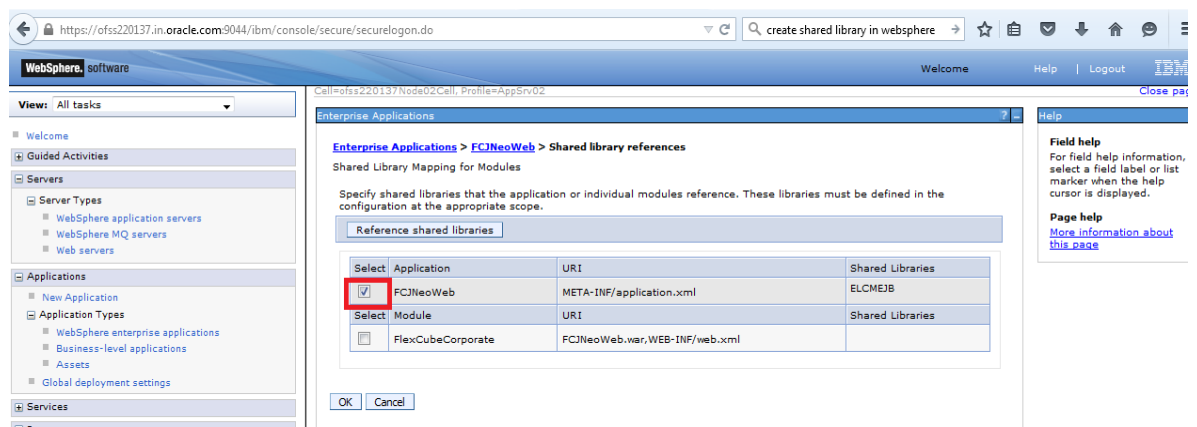 https://ofss220137.in.oracle.com:9044/ibm/console/secure/securelogon.do
create shared library in websphere
WebSphere. software
Welcome
Help | Logout
IBM
View: All tasks
Cell=ofss220137Node02Cell, Profile=AppSrv02
Close pag
Welcome
Guided Activities
Servers
Server Types
WebSphere application servers
WebSphere MQ servers
Web servers
Applications
New Application
Application Types
WebSphere enterprise applications
Business-level applications
Assets
Global deployment settings
Services
Enterprise Applications
? -
Enterprise Applications > FCJNeoWeb > Shared library references
Shared Library Mapping for Modules
Specify shared libraries that the application or individual modules reference. These libraries must be defined in the
configuration at the appropriate scope.
Reference shared libraries
Select Application URI Shared Libraries
FCJNeoWeb META-INF/application.xml ELCMEJB
Select Module URI Shared Libraries
FlexCubeCorporate FCJNeoWeb.war,WEB-INF/web.xml
OK Cancel
Help
Field help
For field help information,
select a field label or list
marker when the help
cursor is displayed.
Page help
More information about
this page